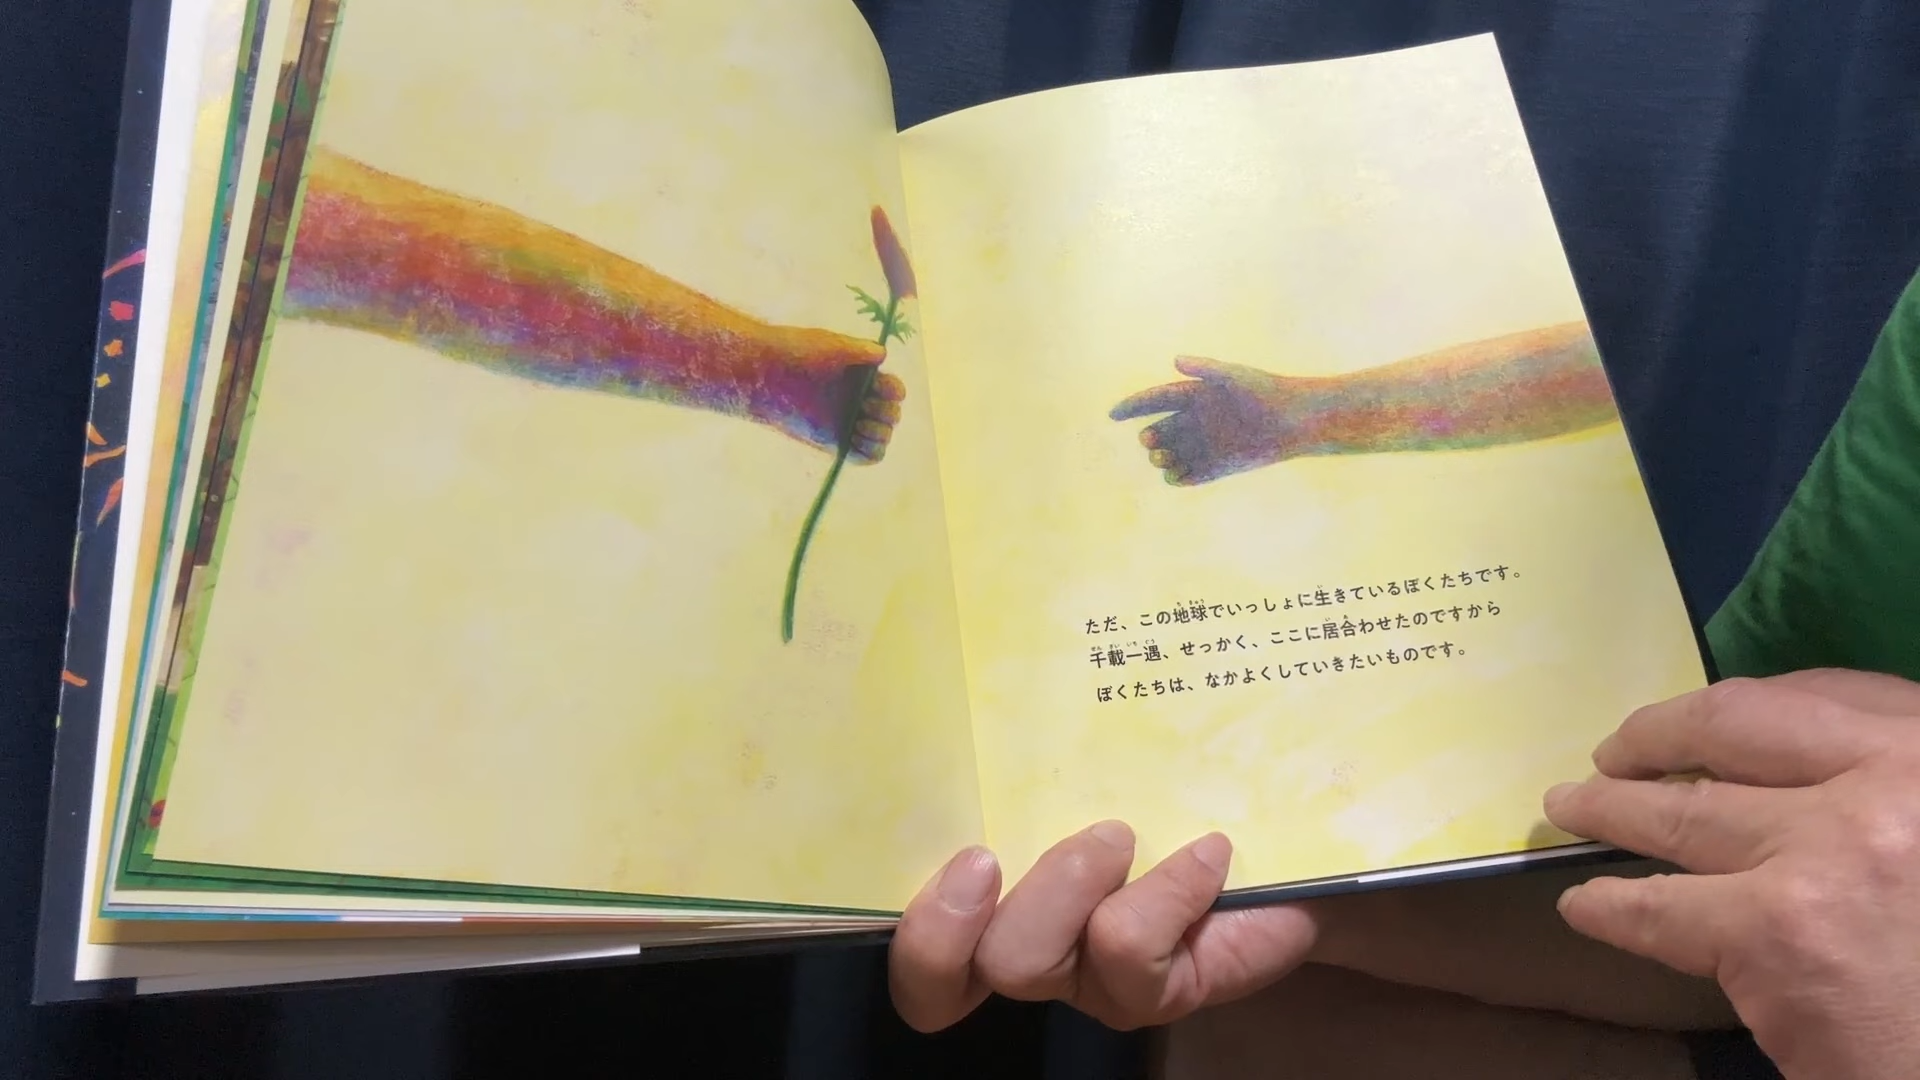 ただ、この地球でいっしょに生きているぼくたちです。
千載一遇、せっかく、ここに居合わせたのですから
ぼくたちは、なかよくしていきたいものです。